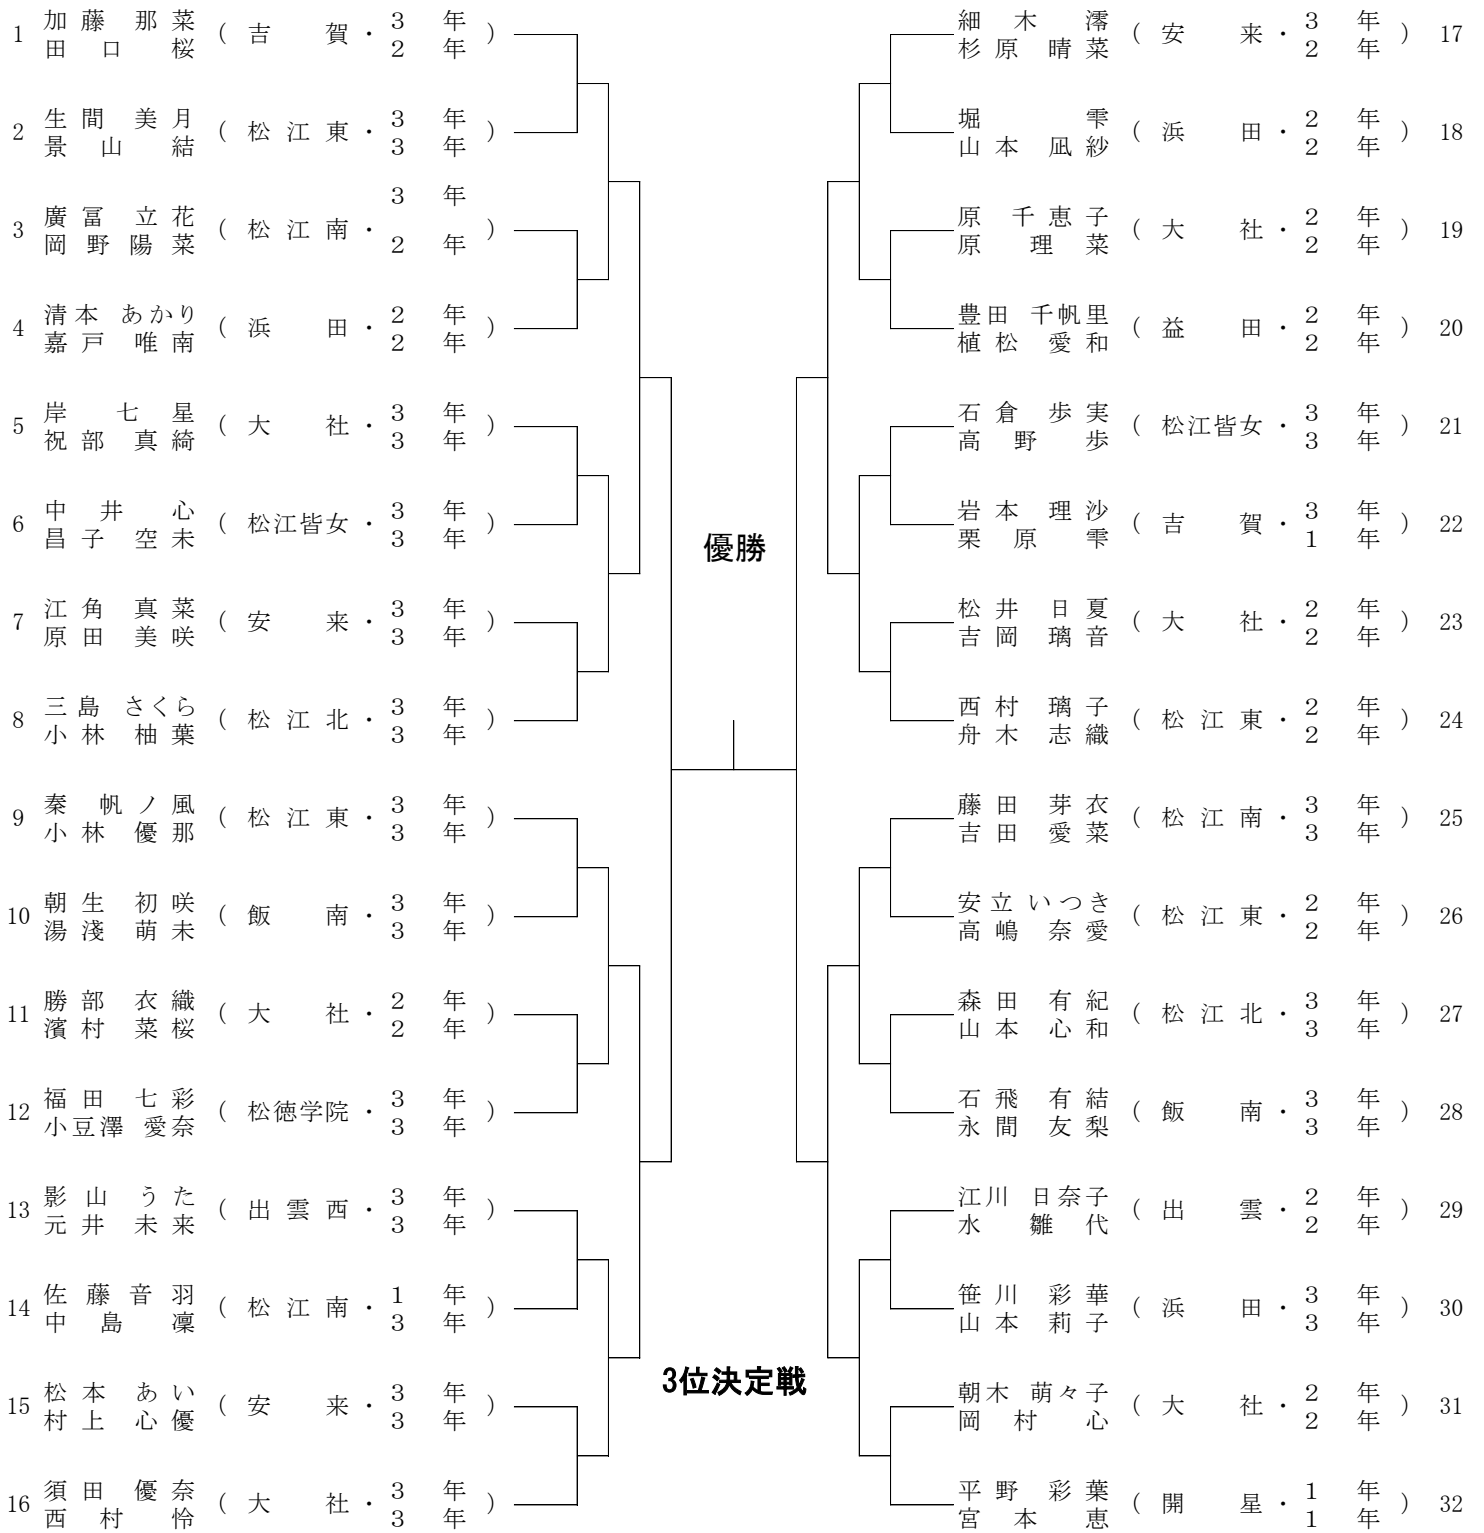 1 加藤 那菜 ( 吉賀 ・ 3 年 )
田口 桜 2 年
2 生間 美月 ( 松江東 ・ 3 年 )
景山 結 3 年
3 廣冨 立花 ( 松江南 ・ 3 年 )
岡野 陽菜 2 年
4 清本 あかり ( 浜田 ・ 2 年 )
嘉戸 唯南 2 年
5 岸 七星 ( 大社 ・ 3 年 )
祝部 真綺 3 年
6 中井 心 ( 松江皆女 ・ 3 年 )
昌子 空未 3 年
7 江角 真菜 ( 安来 ・ 3 年 )
原田 美咲 3 年
8 三島 さくら ( 松江北 ・ 3 年 )
小林 柚葉 3 年
9 秦 帆ノ風 ( 松江東 ・ 3 年 )
小林 優那 3 年
10 朝生 初咲 ( 飯南 ・ 3 年 )
湯淺 萌未 3 年
11 勝部 衣織 ( 大社 ・ 2 年 )
濱村 菜桜 2 年
12 福田 七彩 ( 松徳学院 ・ 3 年 )
小豆澤 愛奈 3 年
13 影山 うた ( 出雲西 ・ 3 年 )
元井 未来 3 年
14 佐藤 音羽 ( 松江南 ・ 1 年 )
中島 凜 3 年
15 松本 あい ( 安来 ・ 3 年 )
村上 心優 3 年
16 須田 優奈 ( 大社 ・ 3 年 )
西村 怜 3 年
優勝
3位決定戦
細木 澪 ( 安来 ・ 3 年 ) 17
杉原 晴菜 2 年
堀 雫 ( 浜田 ・ 2 年 ) 18
山本 凪紗 2 年
原 千恵子 ( 大社 ・ 2 年 ) 19
原 理菜 2 年
豊田 千帆里 ( 益田 ・ 2 年 ) 20
植松 愛和 2 年
石倉 歩実 ( 松江皆女 ・ 3 年 ) 21
高野 歩 3 年
岩本 理沙 ( 吉賀 ・ 3 年 ) 22
栗原 雫 1 年
松井 日夏 ( 大社 ・ 2 年 ) 23
吉岡 璃音 2 年
西村 璃子 ( 松江東 ・ 2 年 ) 24
舟木 志織 2 年
藤田 芽衣 ( 松江南 ・ 3 年 ) 25
吉田 愛菜 3 年
安立 いつき ( 松江東 ・ 2 年 ) 26
高嶋 奈愛 2 年
森田 有紀 ( 松江北 ・ 3 年 ) 27
山本 心和 3 年
石飛 有結 ( 飯南 ・ 3 年 ) 28
永間 友梨 3 年
江川 日奈子 ( 出雲 ・ 2 年 ) 29
水 雛代 2 年
笹川 彩華 ( 浜田 ・ 3 年 ) 30
山本 莉子 3 年
朝木 萌々子 ( 大社 ・ 2 年 ) 31
岡村 心 2 年
平野 彩葉 ( 開星 ・ 1 年 ) 32
宮本 恵 1 年